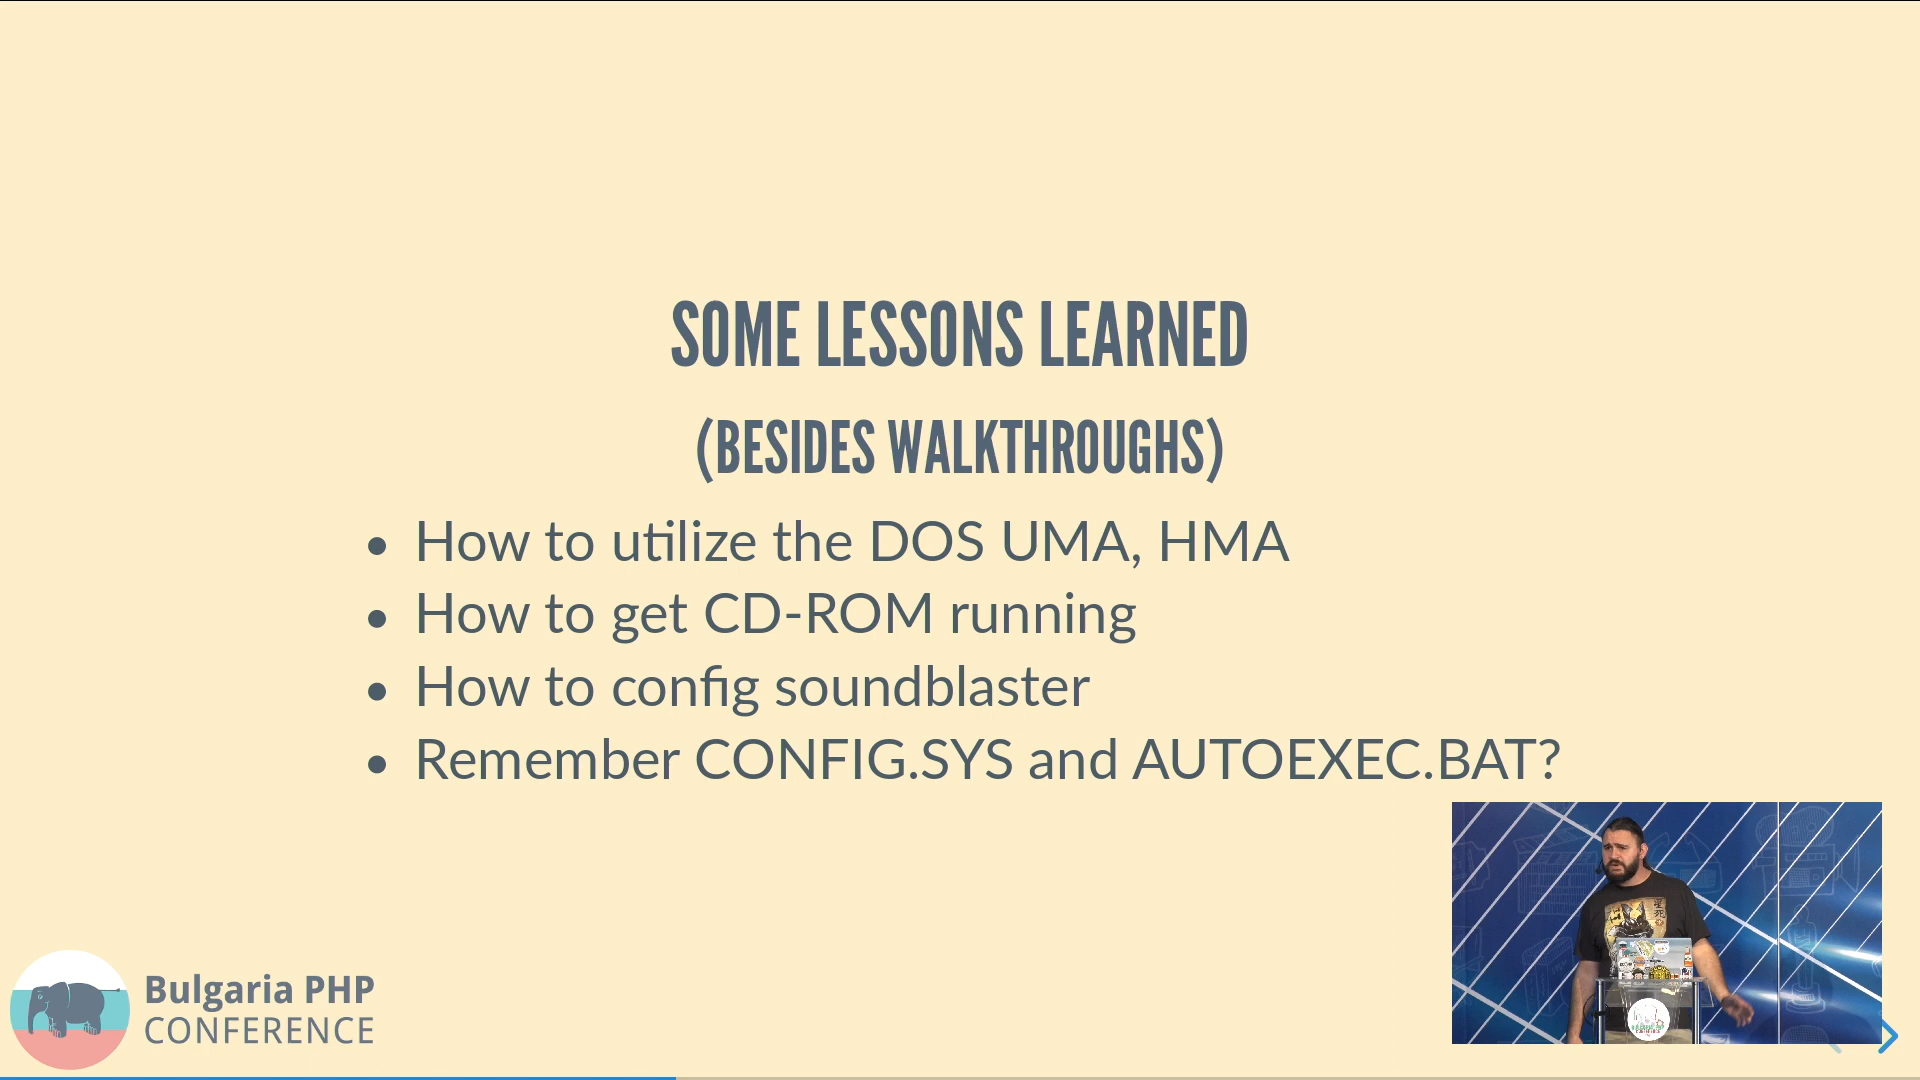 SOME LESSONS LEARNED
(BESIDES WALKTHROUGHS)
• How to utilize the DOS UMA, HMA
• How to get CD-ROM running
• How to config soundblaster
• Remember CONFIG.SYS and AUTOEXEC.BAT?
Bulgaria PHP
CONFERENCE